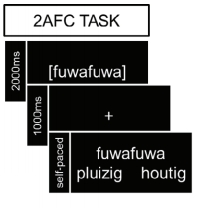 2AFC TASK
2000ms
[fuwafuwa]
1000ms
+
self-paced
fuwafuwa
pluizig houtig